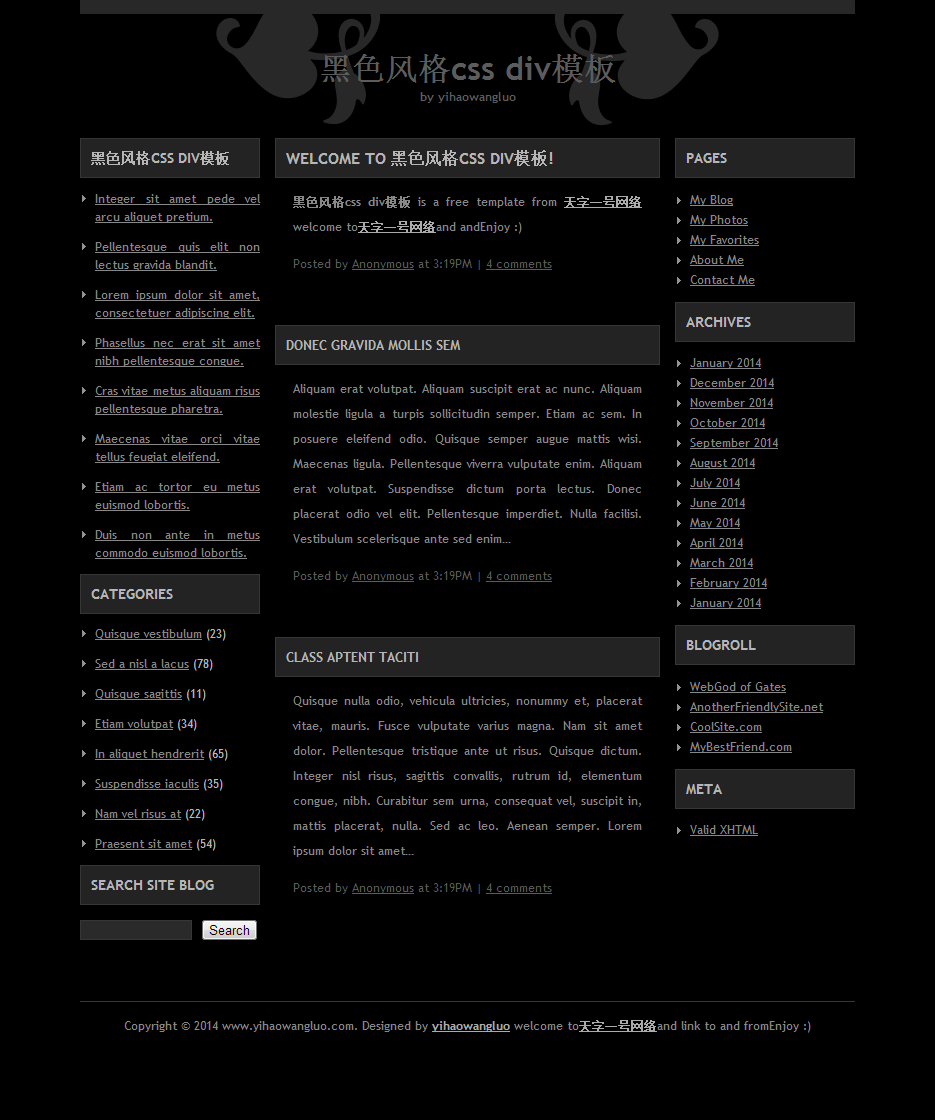 黑色风格css div模板
by yihaowangluo
黑色风格CSS DIV模板
Integer sit amet pede vel
arcu aliquet pretium.
Pellentesque quis elit non
lectus gravida blandit.
Lorem ipsum dolor sit amet,
consectetuer adipiscing elit.
Phasellus nec erat sit amet
nibh pellentesque congue.
Cras vitae metus aliquam risus
pellentesque pharetra.
Maecenas vitae orci vitae
tellus feugiat eleifend.
Etiam ac tortor eu metus
euismod lobortis.
Duis non ante in metus
commodo euismod lobortis.
CATEGORIES
Quisque vestibulum (23)
Sed a nisl a lacus (78)
Quisque sagittis (11)
Etiam volutpat (34)
In aliquet hendrerit (65)
Suspendisse iaculis (35)
Nam vel risus at (22)
Praesent sit amet (54)
SEARCH SITE BLOG
Search
WELCOME TO 黑色风格CSS DIV模板!
黑色风格css div模板 is a free template from 天字一号网络
welcome to天字一号网络and andEnjoy :)
Posted by Anonymous at 3:19PM | 4 comments
DONEC GRAVIDA MOLLIS SEM
Aliquam erat volutpat. Aliquam suscipit erat ac nunc. Aliquam
molestie ligula a turpis sollicitudin semper. Etiam ac sem. In
posuere eleifend odio. Quisque semper augue mattis wisi.
Maecenas ligula. Pellentesque viverra vulputate enim. Aliquam
erat volutpat. Suspendisse dictum porta lectus. Donec
placerat odio vel elit. Pellentesque imperdiet. Nulla facilisi.
Vestibulum scelerisque ante sed enim...
Posted by Anonymous at 3:19PM | 4 comments
CLASS APTENT TACITI
Quisque nulla odio, vehicula ultricies, nonummy et, placerat
vitae, mauris. Fusce vulputate varius magna. Nam sit amet
dolor. Pellentesque tristique ante ut risus. Quisque dictum.
Integer nisl risus, sagittis convallis, rutrum id, elementum
congue, nibh. Curabitur sem urna, consequat vel, suscipit in,
mattis placerat, nulla. Sed ac leo. Aenean semper. Lorem
ipsum dolor sit amet...
Posted by Anonymous at 3:19PM | 4 comments
PAGES
My Blog
My Photos
My Favorites
About Me
Contact Me
ARCHIVES
January 2014
December 2014
November 2014
October 2014
September 2014
August 2014
July 2014
June 2014
May 2014
April 2014
March 2014
February 2014
January 2014
BLOGROLL
WebGod of Gates
AnotherFriendlySite.net
CoolSite.com
MyBestFriend.com
META
Valid XHTML
Copyright © 2014 www.yihaowangluo.com. Designed by yihaowangluo welcome to天字一号网络and link to and fromEnjoy :)